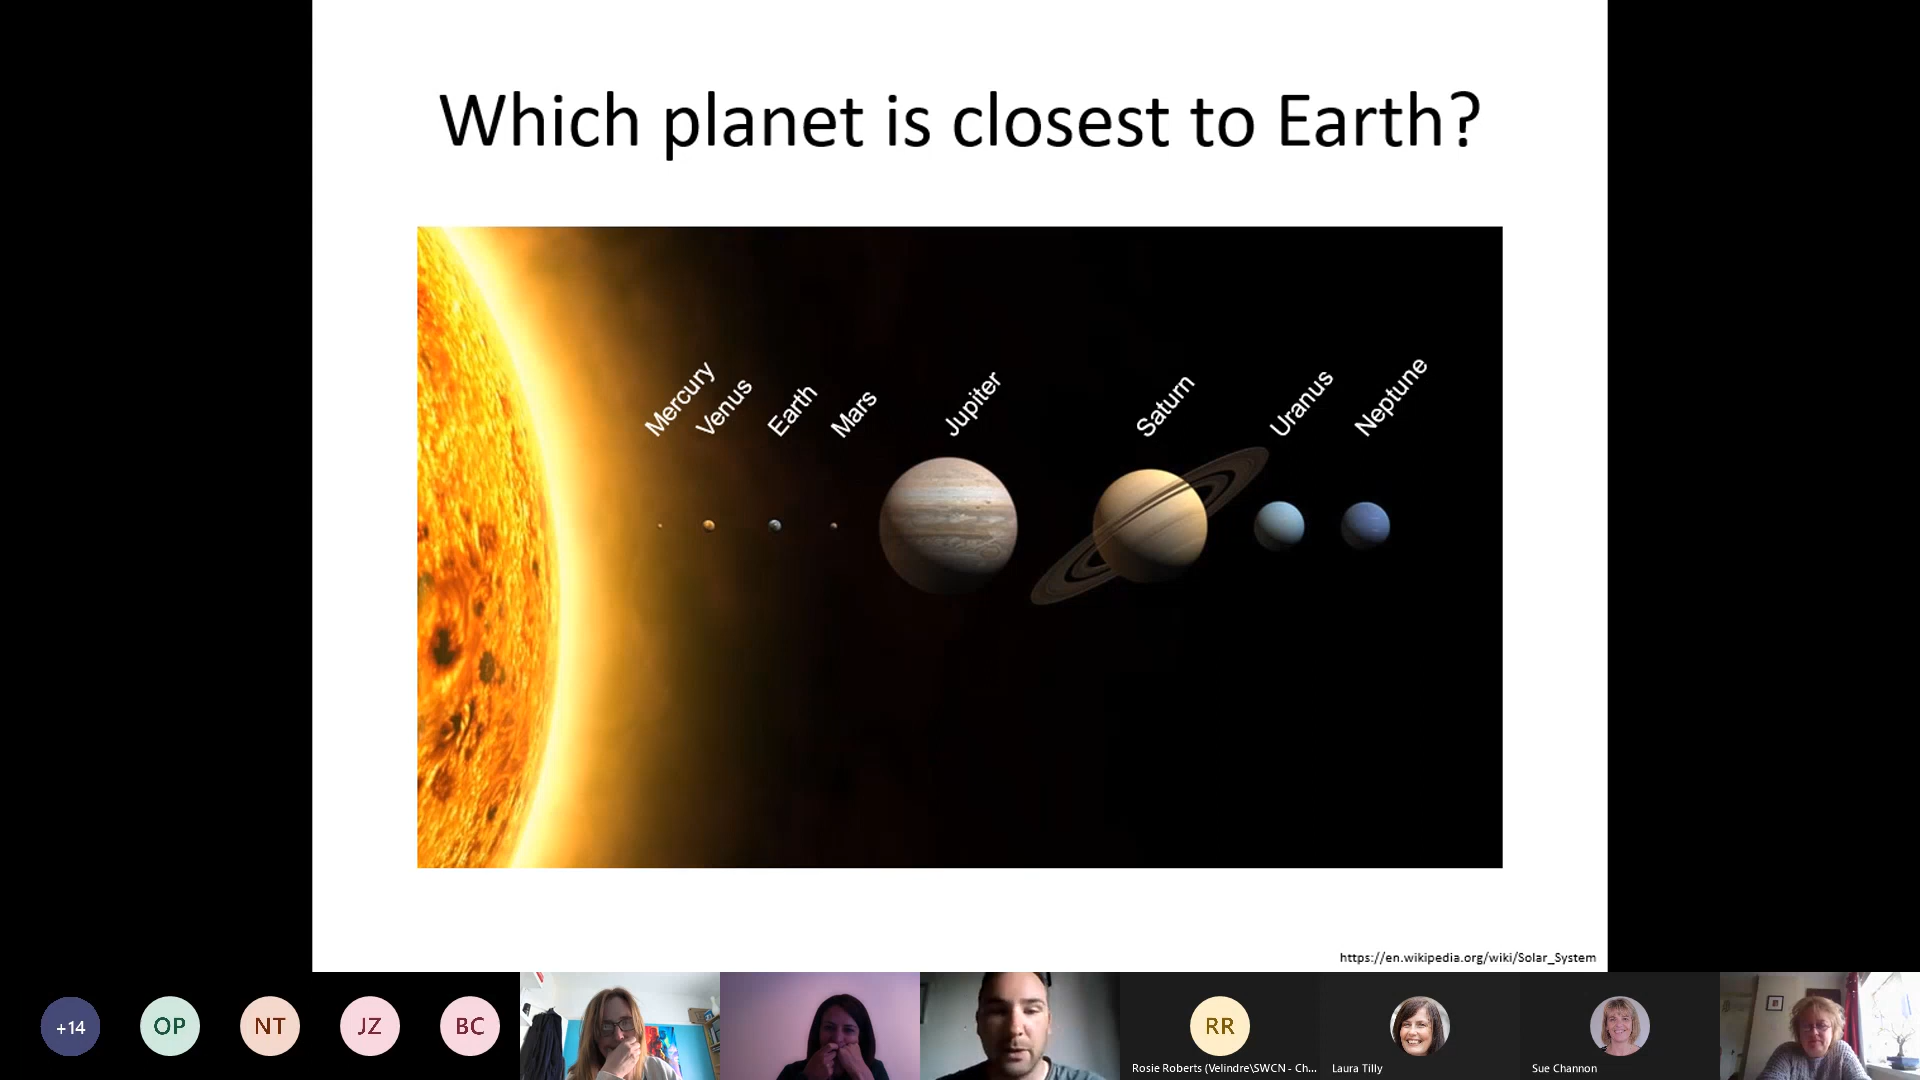 Which planet is closest to Earth?
Mercury
Venus
Earth
Mars
Jupiter
Saturn
Uranus
Neptune
https://en.wikipedia.org/wiki/Solar_System
+14
OP
NT
JZ
BC
RR
Rosie Roberts (Velindre\SWCN - Ch...
Laura Tilly
Sue Channon